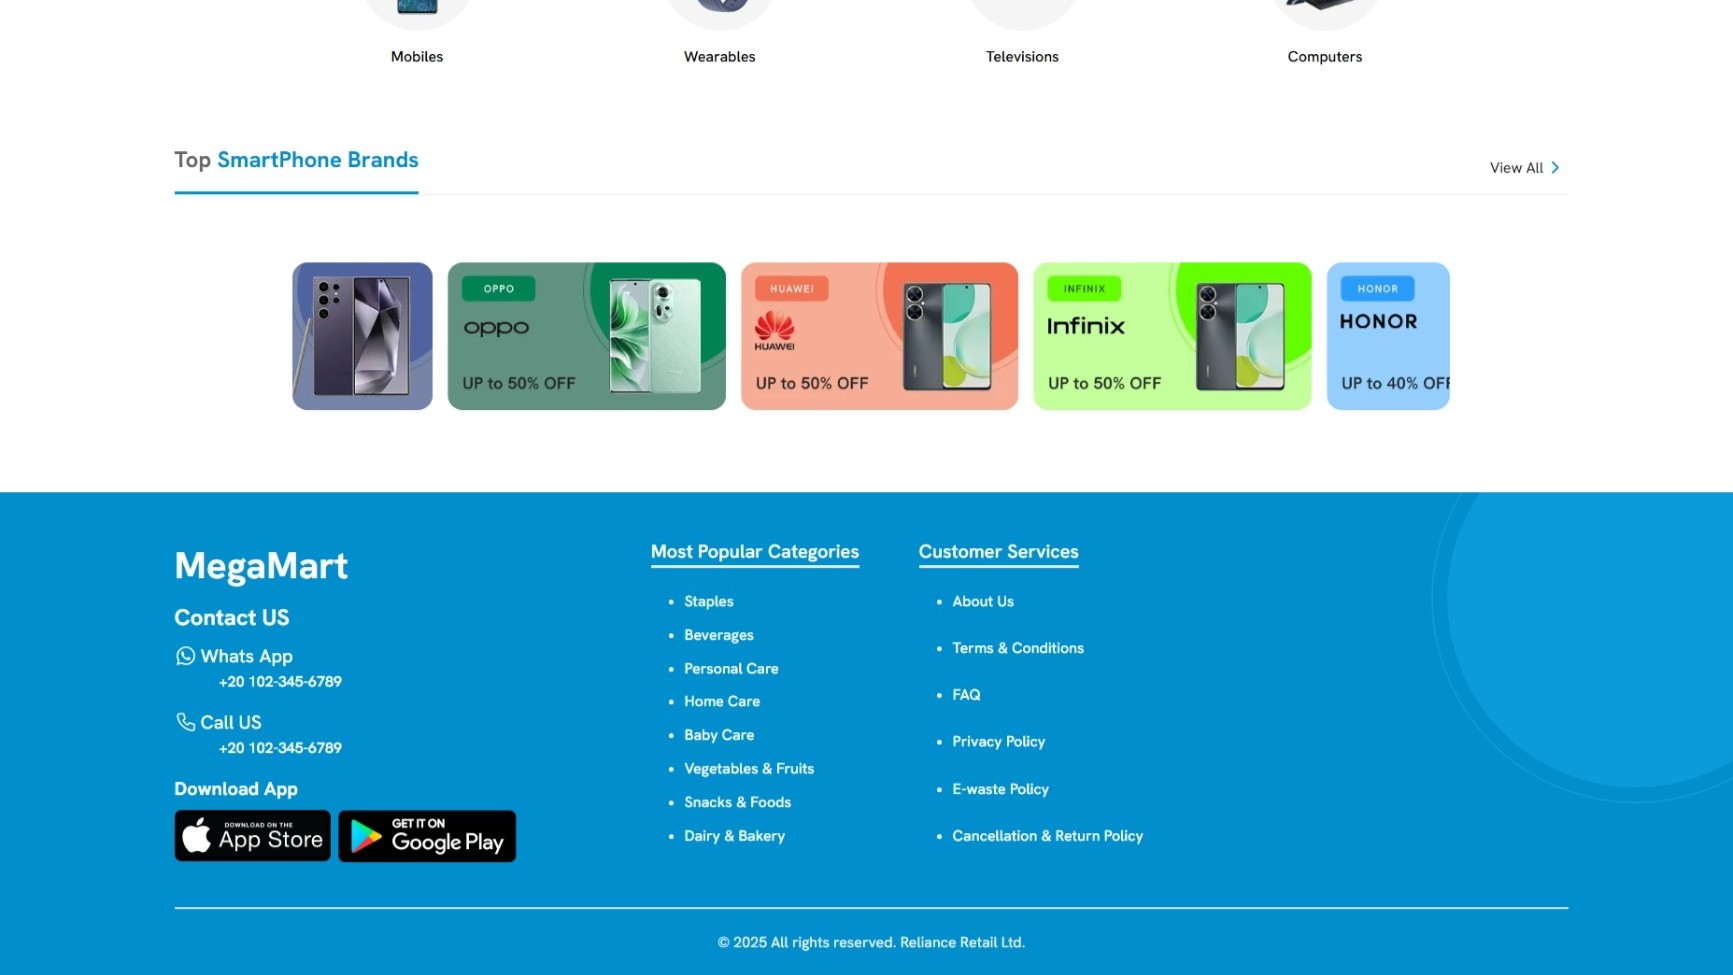 Mobiles
Wearables
Televisions
Computers
Top SmartPhone Brands
View All
OPPO
oppo
UP to 50% OFF
HUAWEI
HUAWEI
UP to 50% OFF
INFINIX
Infinix
UP to 50% OFF
HONOR
HONOR
UP to 40% OFF
MegaMart
Contact US
Whats App
+20 102-345-6789
Call US
+20 102-345-6789
Download App
DOWNLOAD ON THE
App Store
GET IT ON
Google Play
Most Popular Categories
Staples
Beverages
Personal Care
Home Care
Baby Care
Vegetables & Fruits
Snacks & Foods
Dairy & Bakery
Customer Services
About Us
Terms & Conditions
FAQ
Privacy Policy
E-waste Policy
Cancellation & Return Policy
© 2025 All rights reserved. Reliance Retail Ltd.